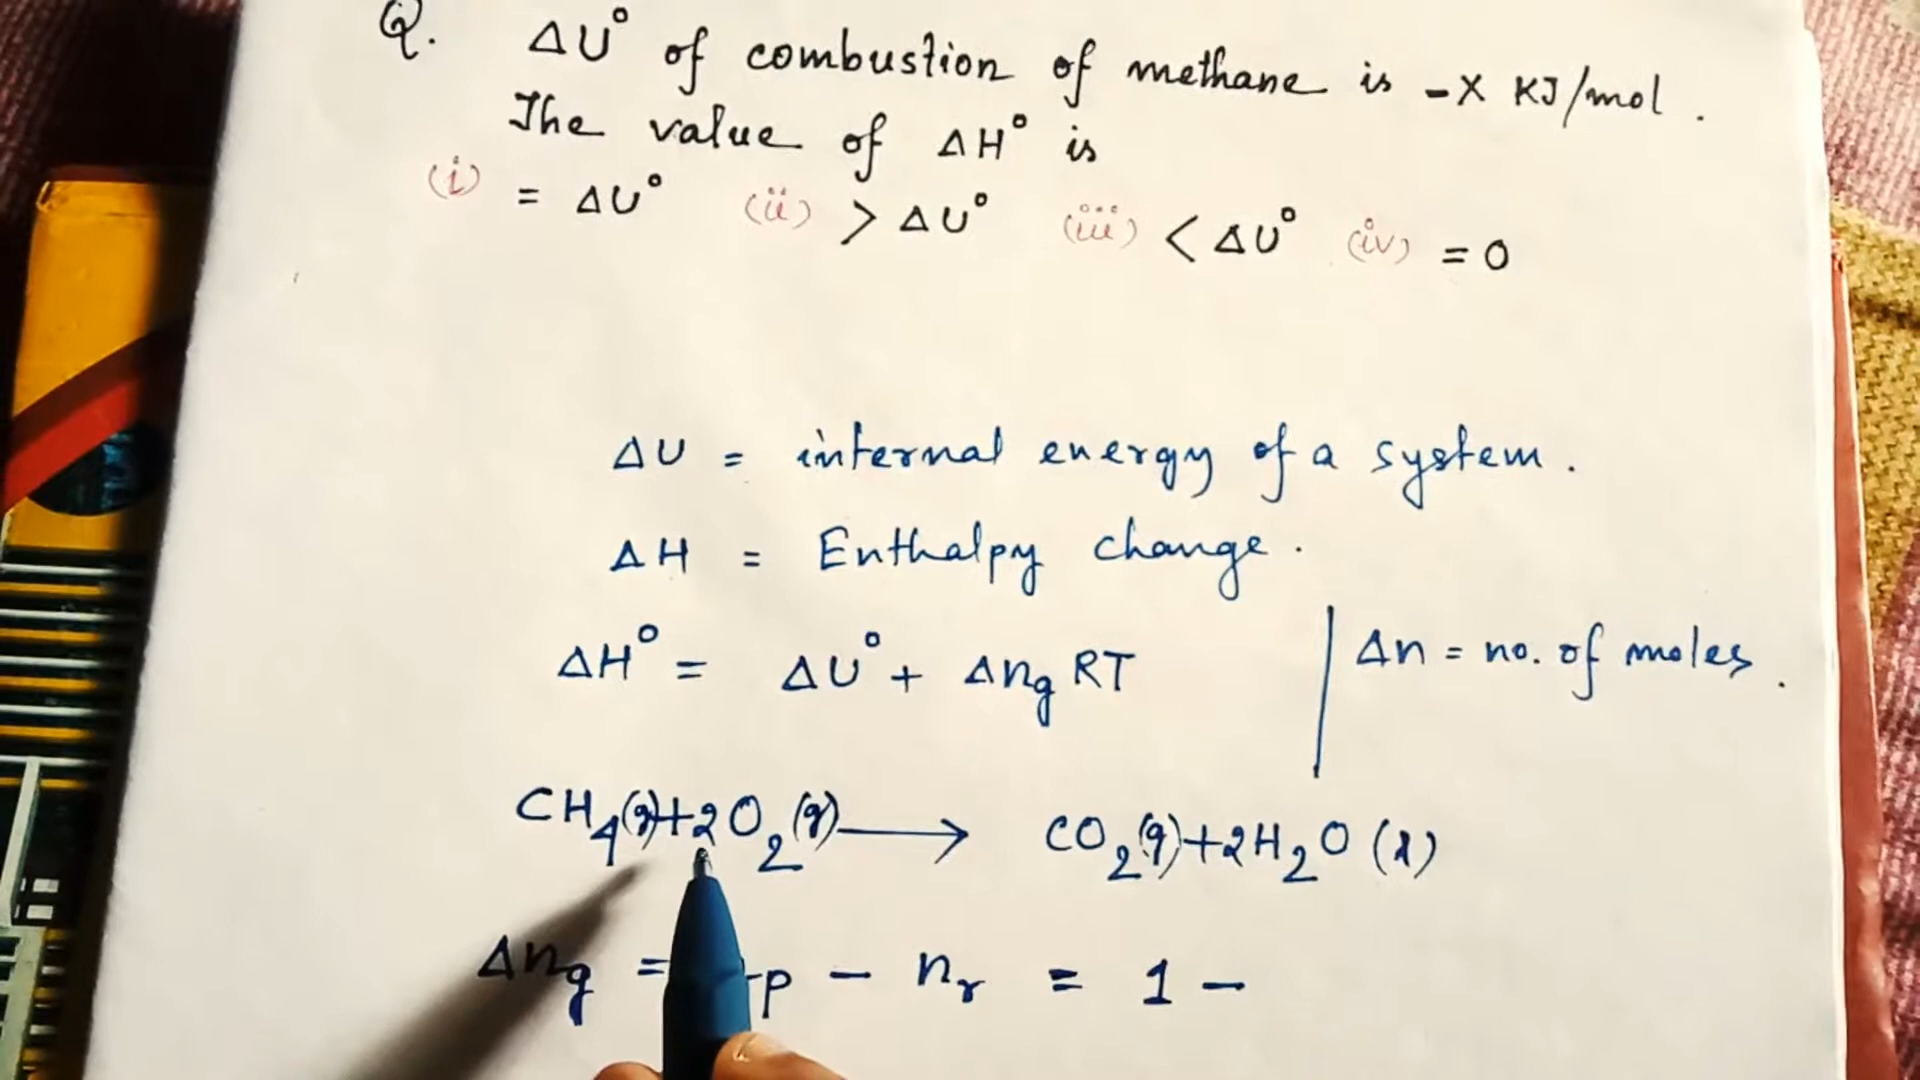 Q. ΔU° of combustion of methane is -X KJ/mol.
The value of ΔH° is
(i) = ΔU° (ii) > ΔU° (iii) < ΔU° (iv) = 0
ΔU = internal energy of a system.
ΔH = Enthalpy change.
ΔH° = ΔU° + Δng RT | Δn = no. of moles.
CH4(g)+2O2(g) ⟶ CO2(g)+2H2O (l)
Δng = p - nr = 1 -